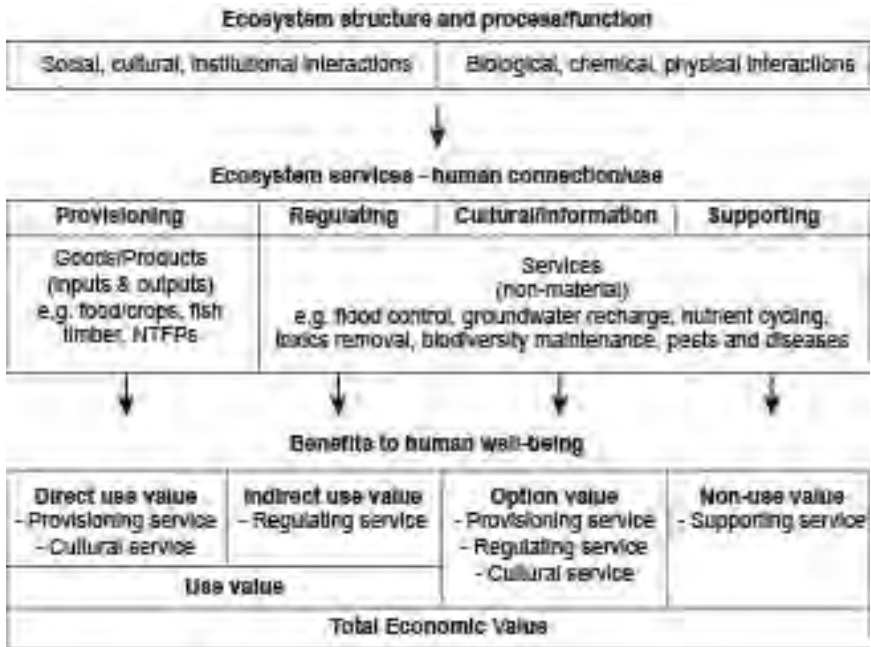 Ecosystem structure and process/function
Social, cultural, institutional interactions
Biological, chemical, physical interactions
Ecosystem services - human connection/use
Provisioning
Regulating
Cultural/information
Supporting
Goods/Products
(inputs & outputs)
e.g. food/crops, fish
timber, NTFPs
Services
(non-material)
e.g. flood control, groundwater recharge, nutrient cycling,
toxics removal, biodiversity maintenance, pests and diseases
Benefits to human well-being
Direct use value
- Provisioning service
- Cultural service
Indirect use value
- Regulating service
Option value
- Provisioning service
- Regulating service
- Cultural service
Non-use value
- Supporting service
Use value
Total Economic Value